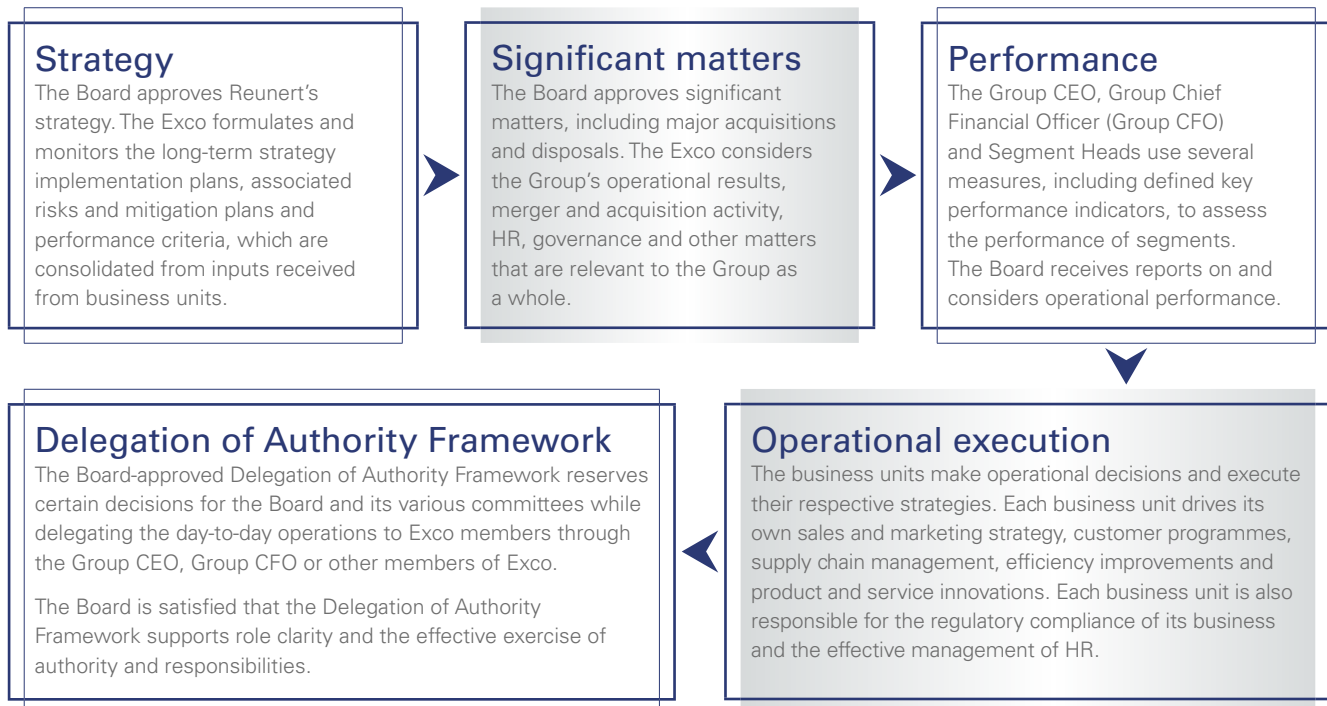 Strategy
The Board approves Reunert's
strategy. The Exco formulates and
monitors the long-term strategy
implementation plans, associated
risks and mitigation plans and
performance criteria, which are
consolidated from inputs received
from business units.
Significant matters
The Board approves significant
matters, including major acquisitions
and disposals. The Exco considers
the Group's operational results,
merger and acquisition activity,
HR, governance and other matters
that are relevant to the Group as
a whole.
Performance
The Group CEO, Group Chief
Financial Officer (Group CFO)
and Segment Heads use several
measures, including defined key
performance indicators, to assess
the performance of segments.
The Board receives reports on and
considers operational performance.
Operational execution
The business units make operational decisions and execute
their respective strategies. Each business unit drives its
own sales and marketing strategy, customer programmes,
supply chain management, efficiency improvements and
product and service innovations. Each business unit is also
responsible for the regulatory compliance of its business
and the effective management of HR.
Delegation of Authority Framework
The Board-approved Delegation of Authority Framework reserves
certain decisions for the Board and its various committees while
delegating the day-to-day operations to Exco members through
the Group CEO, Group CFO or other members of Exco.
The Board is satisfied that the Delegation of Authority
Framework supports role clarity and the effective exercise of
authority and responsibilities.